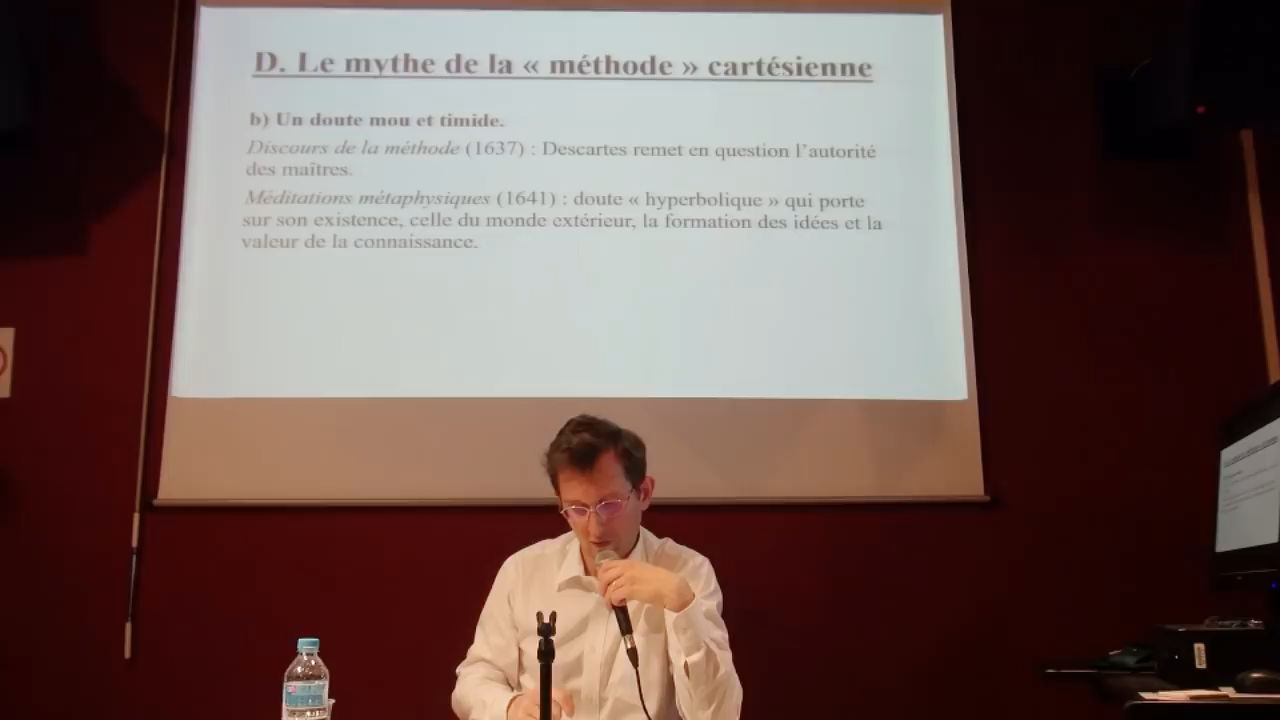 D. Le mythe de la « méthode » cartésienne
b) Un doute mou et timide.
Discours de la méthode (1637) : Descartes remet en question l'autorité
des maîtres.
Méditations métaphysiques (1641) : doute « hyperbolique » qui porte
sur son existence, celle du monde extérieur, la formation des idées et la
valeur de la connaissance.